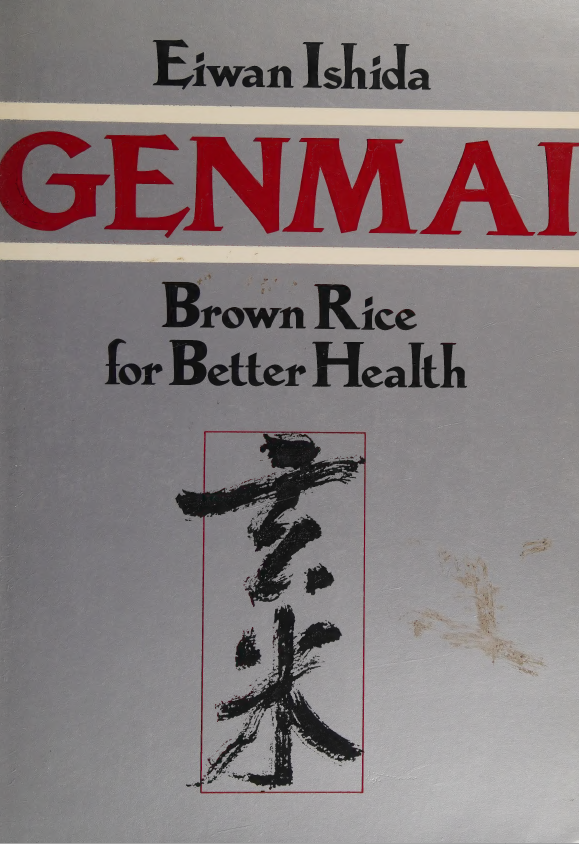 Eiwan Ishida
GENMAI
Brown Rice
for Better Health
玄
米